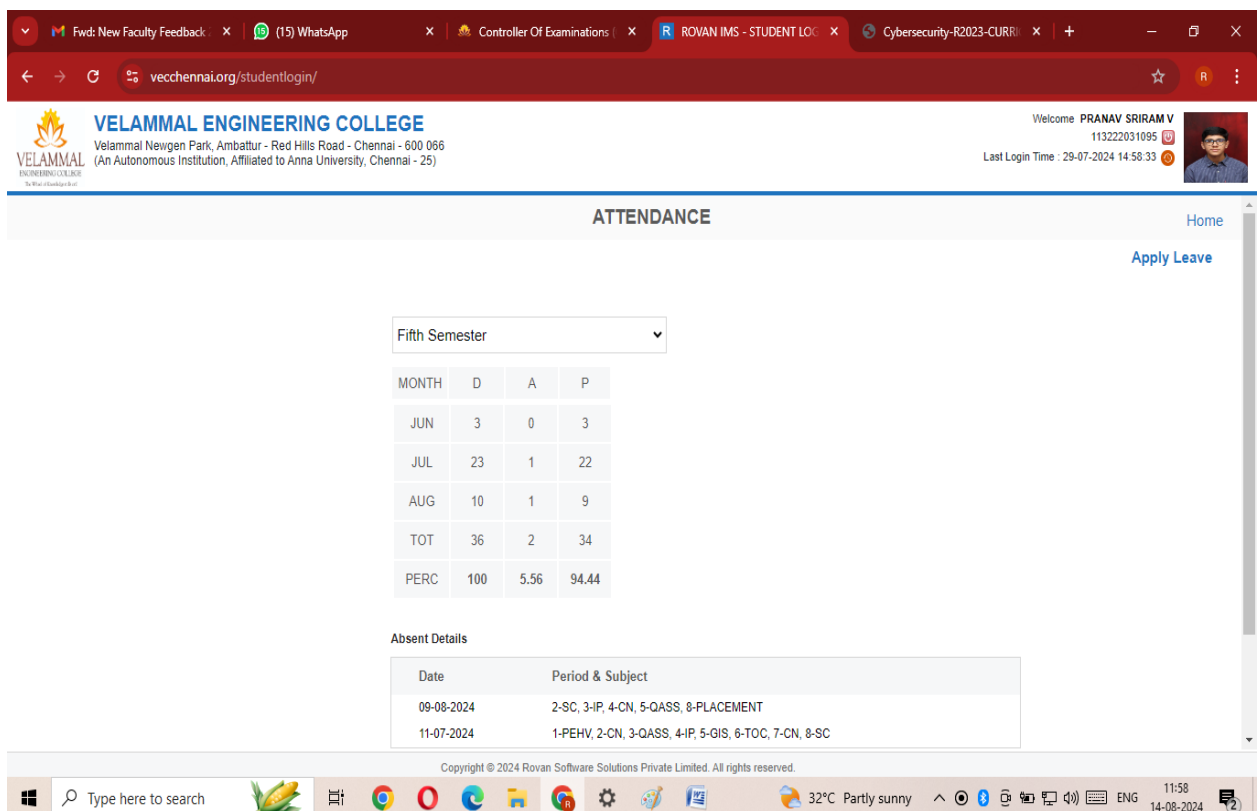 Fwd: New Faculty Feedback
(15) WhatsApp
Controller Of Examinations (
ROVAN IMS - STUDENT LOG
Cybersecurity-R2023-CURRI
vecchennai.org/studentlogin/
R
VELAMMAL
ENGINEERING COLLEGE
VELAMMAL ENGINEERING COLLEGE
Velammal Newgen Park, Ambattur - Red Hills Road - Chennai - 600 066
(An Autonomous Institution, Affiliated to Anna University, Chennai - 25)
Welcome PRANAV SRIRAM V
113222031095
Last Login Time : 29-07-2024 14:58:33
ATTENDANCE
Home
Apply Leave
Fifth Semester
MONTH D A P
JUN 3 0 3
JUL 23 1 22
AUG 10 1 9
TOT 36 2 34
PERC 100 5.56 94.44
Absent Details
Date Period & Subject
09-08-2024 2-SC, 3-IP, 4-CN, 5-QASS, 8-PLACEMENT
11-07-2024 1-PEHV, 2-CN, 3-QASS, 4-IP, 5-GIS, 6-TOC, 7-CN, 8-SC
Copyright © 2024 Rovan Software Solutions Private Limited. All rights reserved.
Type here to search
32°C Partly sunny
ENG
11:58
14-08-2024